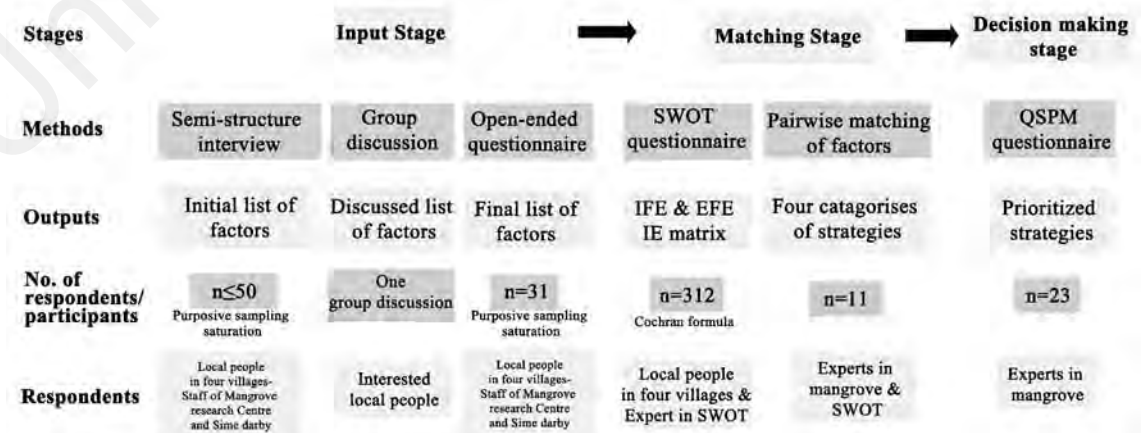 Stages
Input Stage
Matching Stage
Decision making
stage
Methods
Semi-structure
interview
Group
discussion
Open-ended
questionnaire
SWOT
questionnaire
Pairwise matching
of factors
QSPM
questionnaire
Outputs
Initial list of
factors
Discussed list
of factors
Final list of
factors
IFE & EFE
IE matrix
Four catagorises
of strategies
Prioritized
strategies
No. of
respondents/
participants
n≤50
Purposive sampling
saturation
One
group discussion
n=31
Purposive sampling
saturation
n=312
Cochran formula
n=11
n=23
Respondents
Local people
in four villages-
Staff of Mangrove
research Centre
and Sime darby
Interested
local people
Local people
in four villages-
Staff of Mangrove
research Centre
and Sime darby
Local people
in four villages &
Expert in SWOT
Experts in
mangrove &
SWOT
Experts in
mangrove